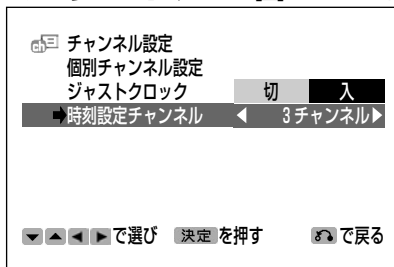 ch チャンネル設定
個別チャンネル設定
ジャストクロック 切 入
時刻設定チャンネル 3チャンネル
で選び 決定 を押す で戻る